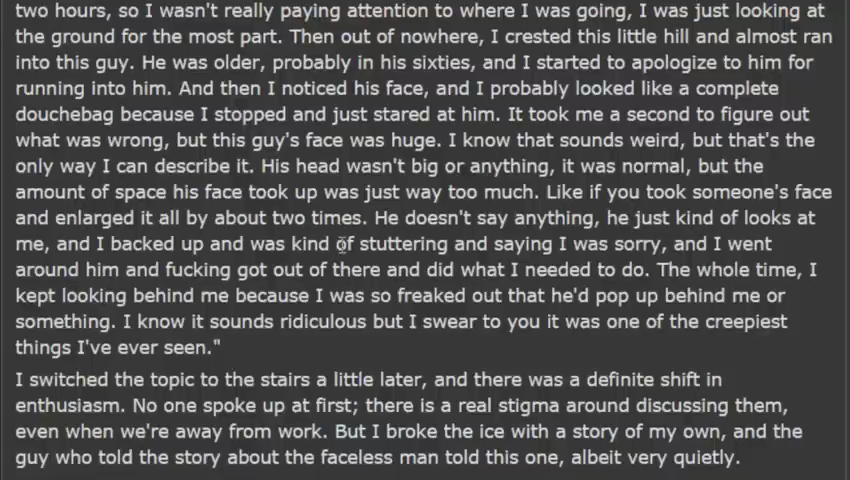 two hours, so I wasn't really paying attention to where I was going, I was just looking at
the ground for the most part. Then out of nowhere, I crested this little hill and almost ran
into this guy. He was older, probably in his sixties, and I started to apologize to him for
running into him. And then I noticed his face, and I probably looked like a complete
douchebag because I stopped and just stared at him. It took me a second to figure out
what was wrong, but this guy's face was huge. I know that sounds weird, but that's the
only way I can describe it. His head wasn't big or anything, it was normal, but the
amount of space his face took up was just way too much. Like if you took someone's face
and enlarged it all by about two times. He doesn't say anything, he just kind of looks at
me, and I backed up and was kind of stuttering and saying I was sorry, and I went
around him and fucking got out of there and did what I needed to do. The whole time, I
kept looking behind me because I was so freaked out that he'd pop up behind me or
something. I know it sounds ridiculous but I swear to you it was one of the creepiest
things I've ever seen."
I switched the topic to the stairs a little later, and there was a definite shift in
enthusiasm. No one spoke up at first; there is a real stigma around discussing them,
even when we're away from work. But I broke the ice with a story of my own, and the
guy who told the story about the faceless man told this one, albeit very quietly.